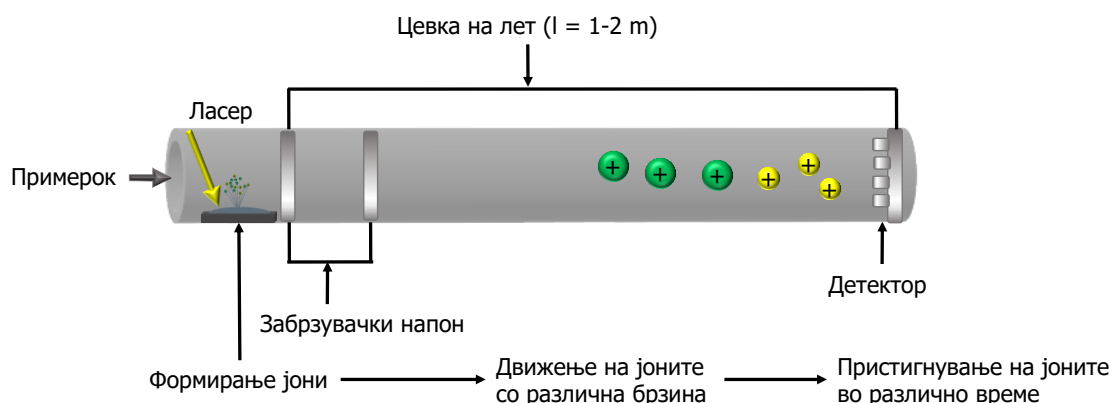 Цевка на лет (l = 1-2 m)
Ласер
Примерок
Детектор
Забрзувачки напон
Формирање јони
Движење на јоните
со различна брзина
Пристигнување на јоните
во различно време